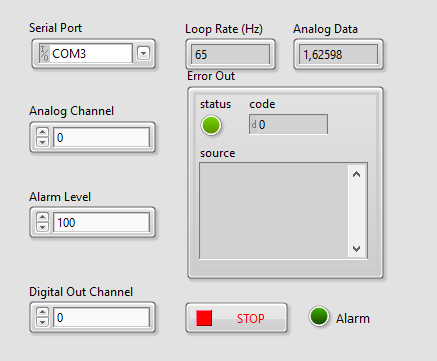 Serial Port
I/O COM3
Loop Rate (Hz)
65
Analog Data
1,62598
Error Out
status
code
d 0
source
Analog Channel
0
Alarm Level
100
Digital Out Channel
0
STOP
Alarm